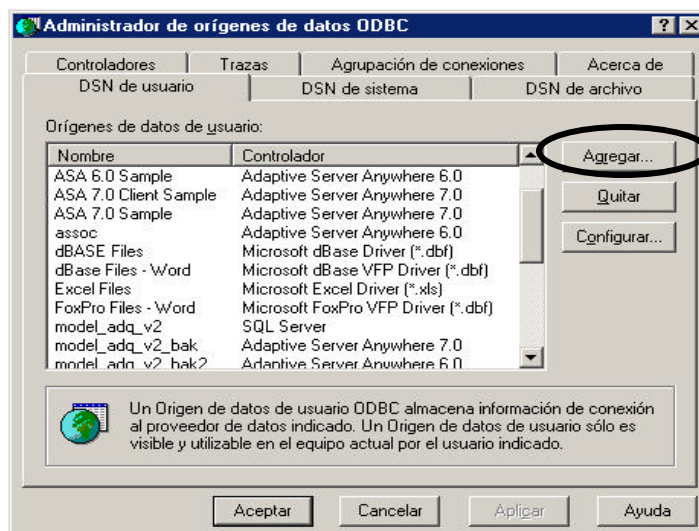 Administrador de orígenes de datos ODBC
Controladores Trazas Agrupación de conexiones Acerca de
DSN de usuario DSN de sistema DSN de archivo
Orígenes de datos de usuario:
Nombre Controlador
ASA 6.0 Sample Adaptive Server Anywhere 6.0
ASA 7.0 Client Sample Adaptive Server Anywhere 7.0
ASA 7.0 Sample Adaptive Server Anywhere 7.0
assoc Adaptive Server Anywhere 6.0
dBASE Files Microsoft dBase Driver (*.dbf)
dBase Files - Word Microsoft dBase VFP Driver (*.dbf)
Excel Files Microsoft Excel Driver (*.xls)
FoxPro Files - Word Microsoft FoxPro VFP Driver (*.dbf)
model_adq_v2 SQL Server
model_adq_v2_bak Adaptive Server Anywhere 7.0
model_adq_v2_bak2 Adaptive Server Anywhere 6.0
Agregar...
Quitar
Configurar...
Un Origen de datos de usuario ODBC almacena información de conexión
al proveedor de datos indicado. Un Origen de datos de usuario sólo es
visible y utilizable en el equipo actual por el usuario indicado.
Aceptar Cancelar Aplicar Ayuda